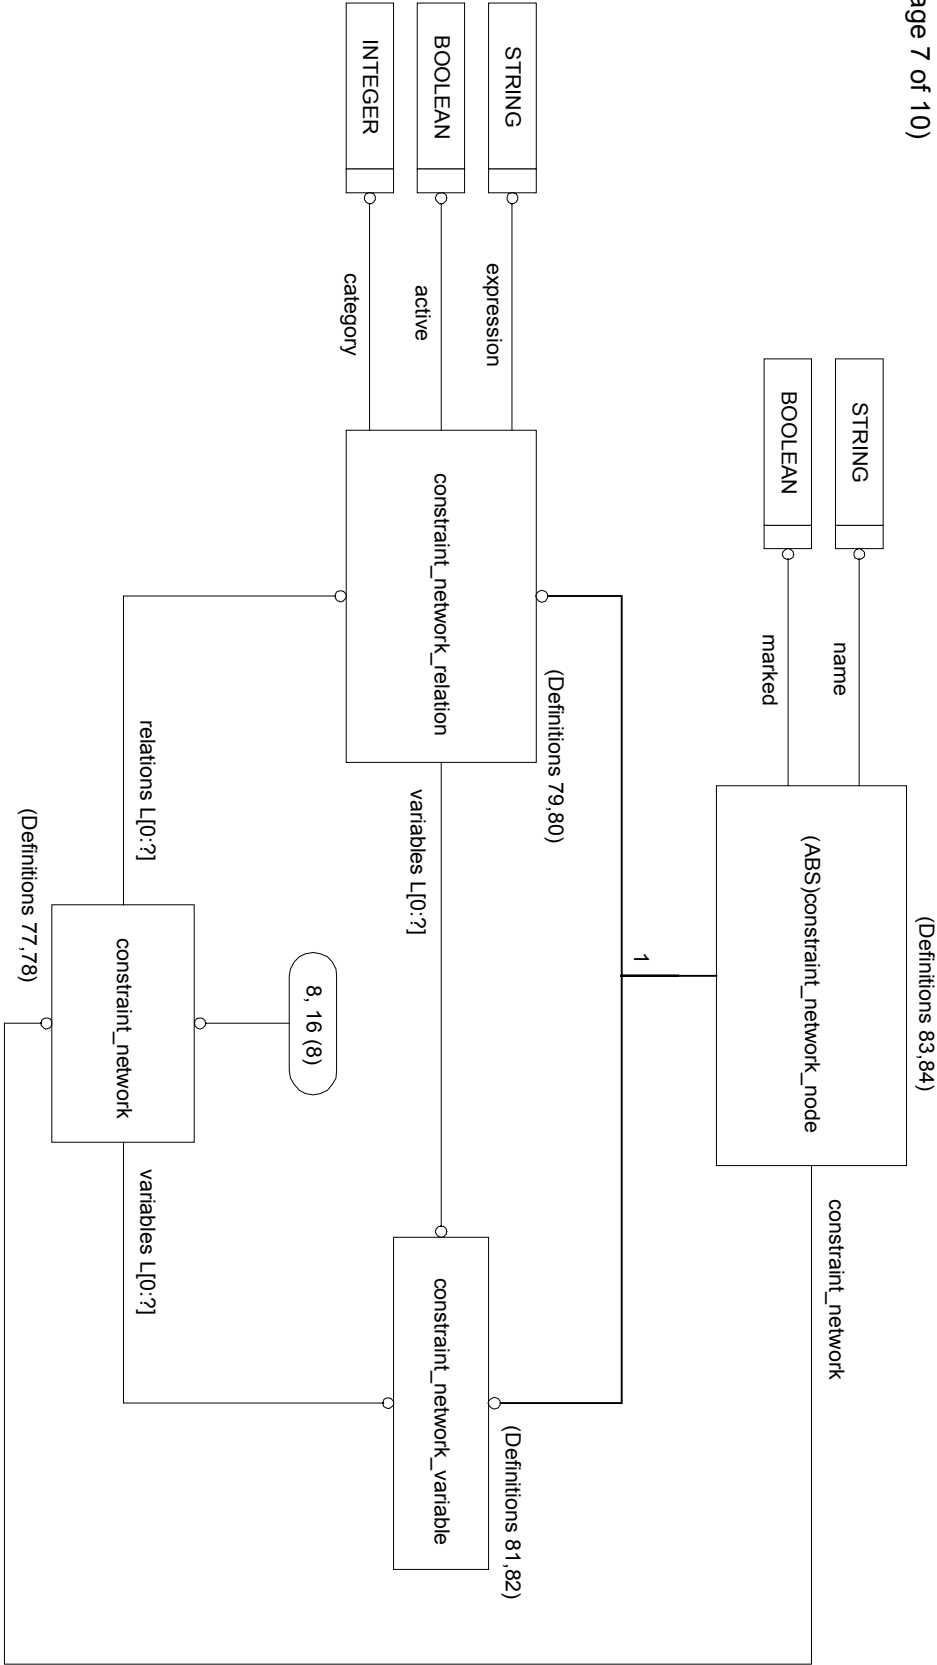 age 7 of 10)
(Definitions 83,84)
STRING
name
BOOLEAN
marked
(ABS)constraint_network_node
constraint_network
1
(Definitions 79,80)
(Definitions 81,82)
STRING
expression
BOOLEAN
active
INTEGER
category
constraint_network_relation
variables L[0:?]
constraint_network_variable
8, 16 (8)
relations L[0:?]
constraint_network
variables L[0:?]
(Definitions 77,78)